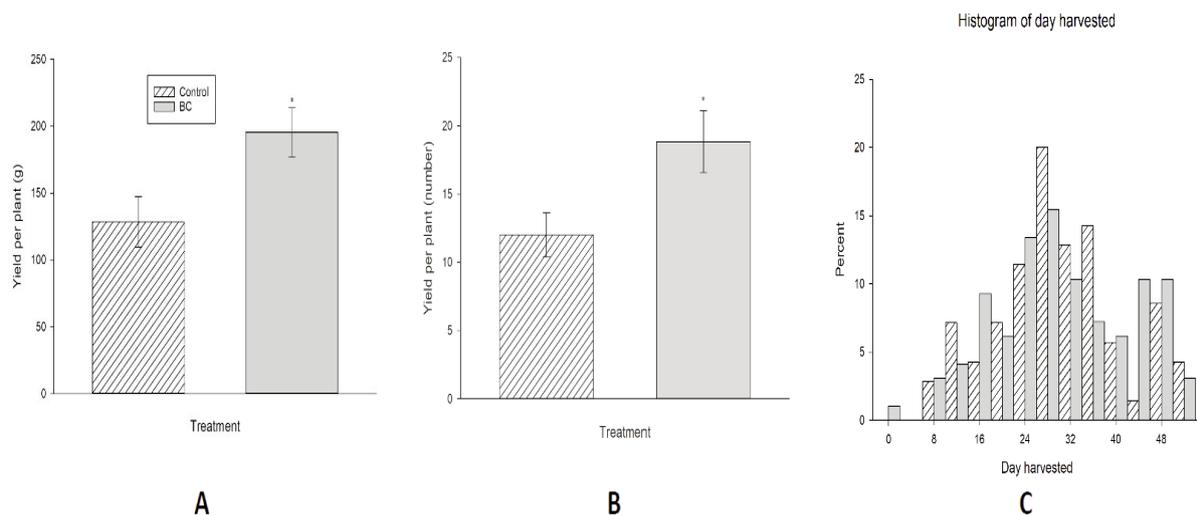 Histogram of day harvested
250
200
150
100
50
0
Yield per plant (g)
Control
BC
*
Treatment
A
25
20
15
10
5
0
Yield per plant (number)
*
Treatment
B
25
20
15
10
5
0
Percent
0 8 16 24 32 40 48
Day harvested
C